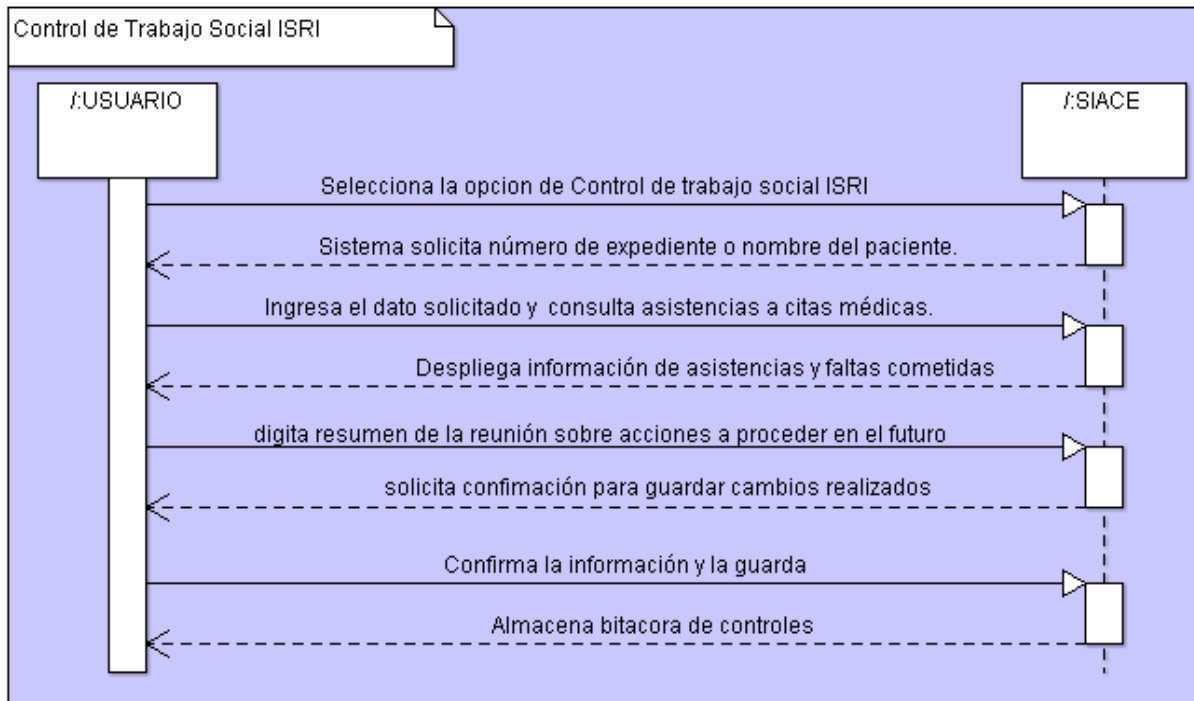 Control de Trabajo Social ISRI
/:USUARIO
/:SIACE
Selecciona la opcion de Control de trabajo social ISRI
Sistema solicita número de expediente o nombre del paciente.
Ingresa el dato solicitado y consulta asistencias a citas médicas.
Despliega información de asistencias y faltas cometidas
digita resumen de la reunión sobre acciones a proceder en el futuro
solicita confimación para guardar cambios realizados
Confirma la información y la guarda
Almacena bitacora de controles